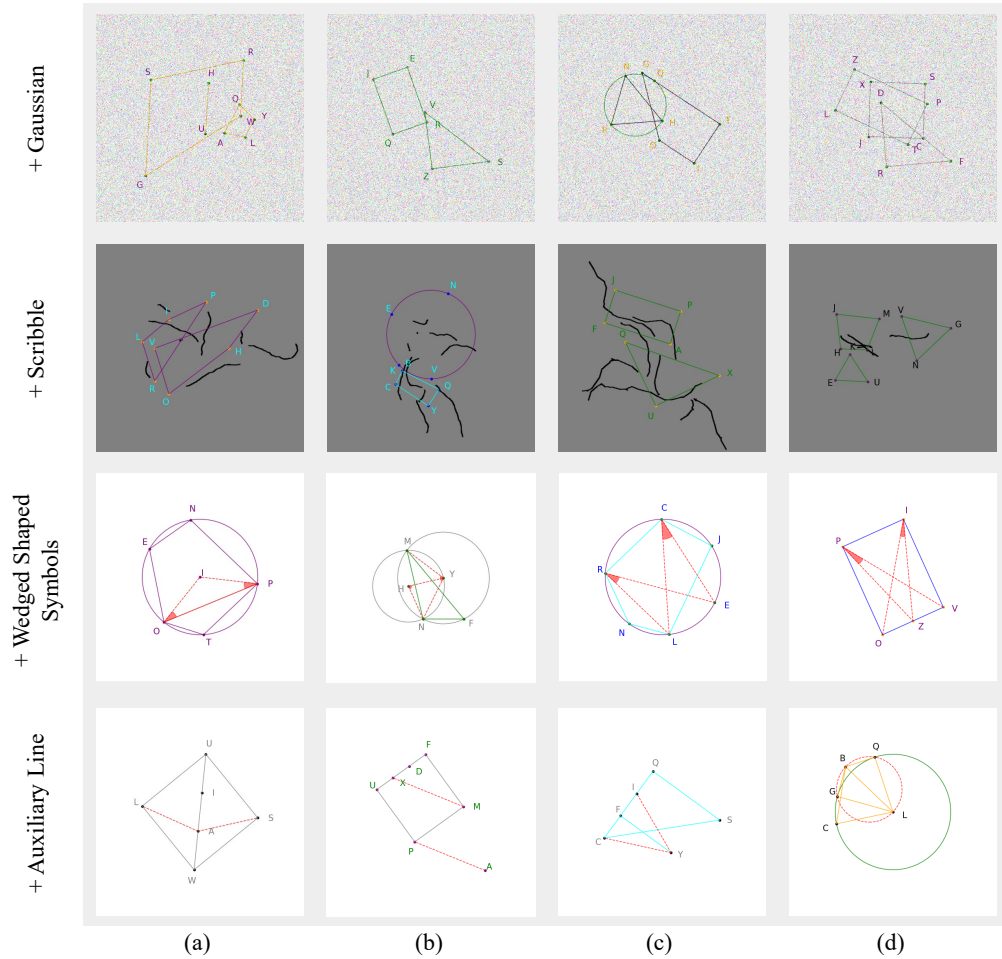 + Gaussian
S
H
R
Q
U
A
W
Y
L
G
J
E
V
R
Q
Z
S
N
H
Z
S
X
D
P
L
J
T
C
R
F
+ Scribble
P
D
L
V
H
R
O
N
E
K
V
C
Q
Y
J
P
F
Q
A
X
U
J
M
V
G
H
K
N
E
U
+ Wedged Shaped
Symbols
N
E
P
O
T
M
Y
H
N
F
C
J
R
E
N
L
I
P
V
Z
O
+ Auxiliary Line
U
I
L
A
S
W
F
D
U
X
M
P
A
Q
I
F
C
S
Y
Q
B
G
L
C
(a)
(b)
(c)
(d)